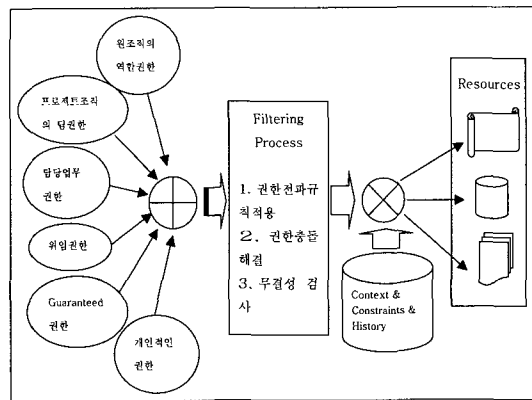 원조직의
역할권한
프로젝트조직
의 팀권한
담당업무
권한
위임권한
Guaranteed
권한
개인적인
권한
Filtering
Process
1. 권한전파규
칙적용
2. 권한충돌
해결
3. 무결성 검
사
Context &
Constraints &
History
Resources